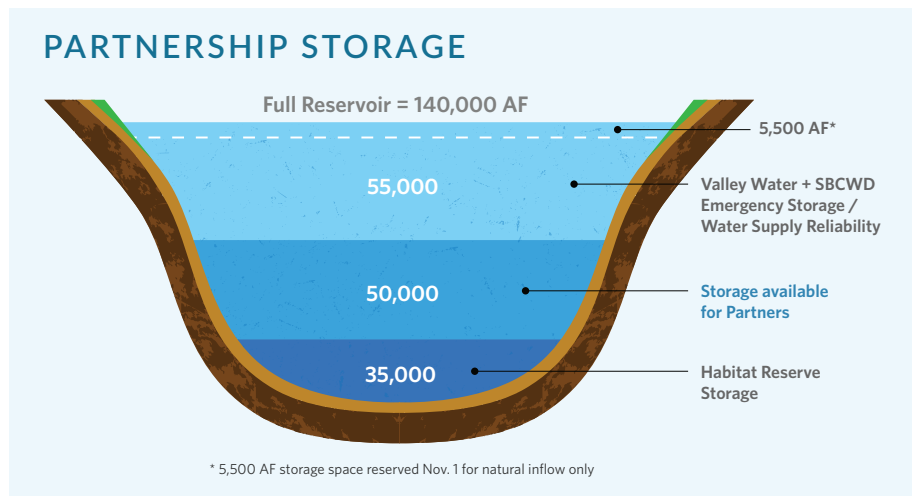 PARTNERSHIP STORAGE
Full Reservoir = 140,000 AF
5,500 AF*
55,000
Valley Water + SBCWD
Emergency Storage /
Water Supply Reliability
50,000
Storage available
for Partners
35,000
Habitat Reserve
Storage
* 5,500 AF storage space reserved Nov. 1 for natural inflow only